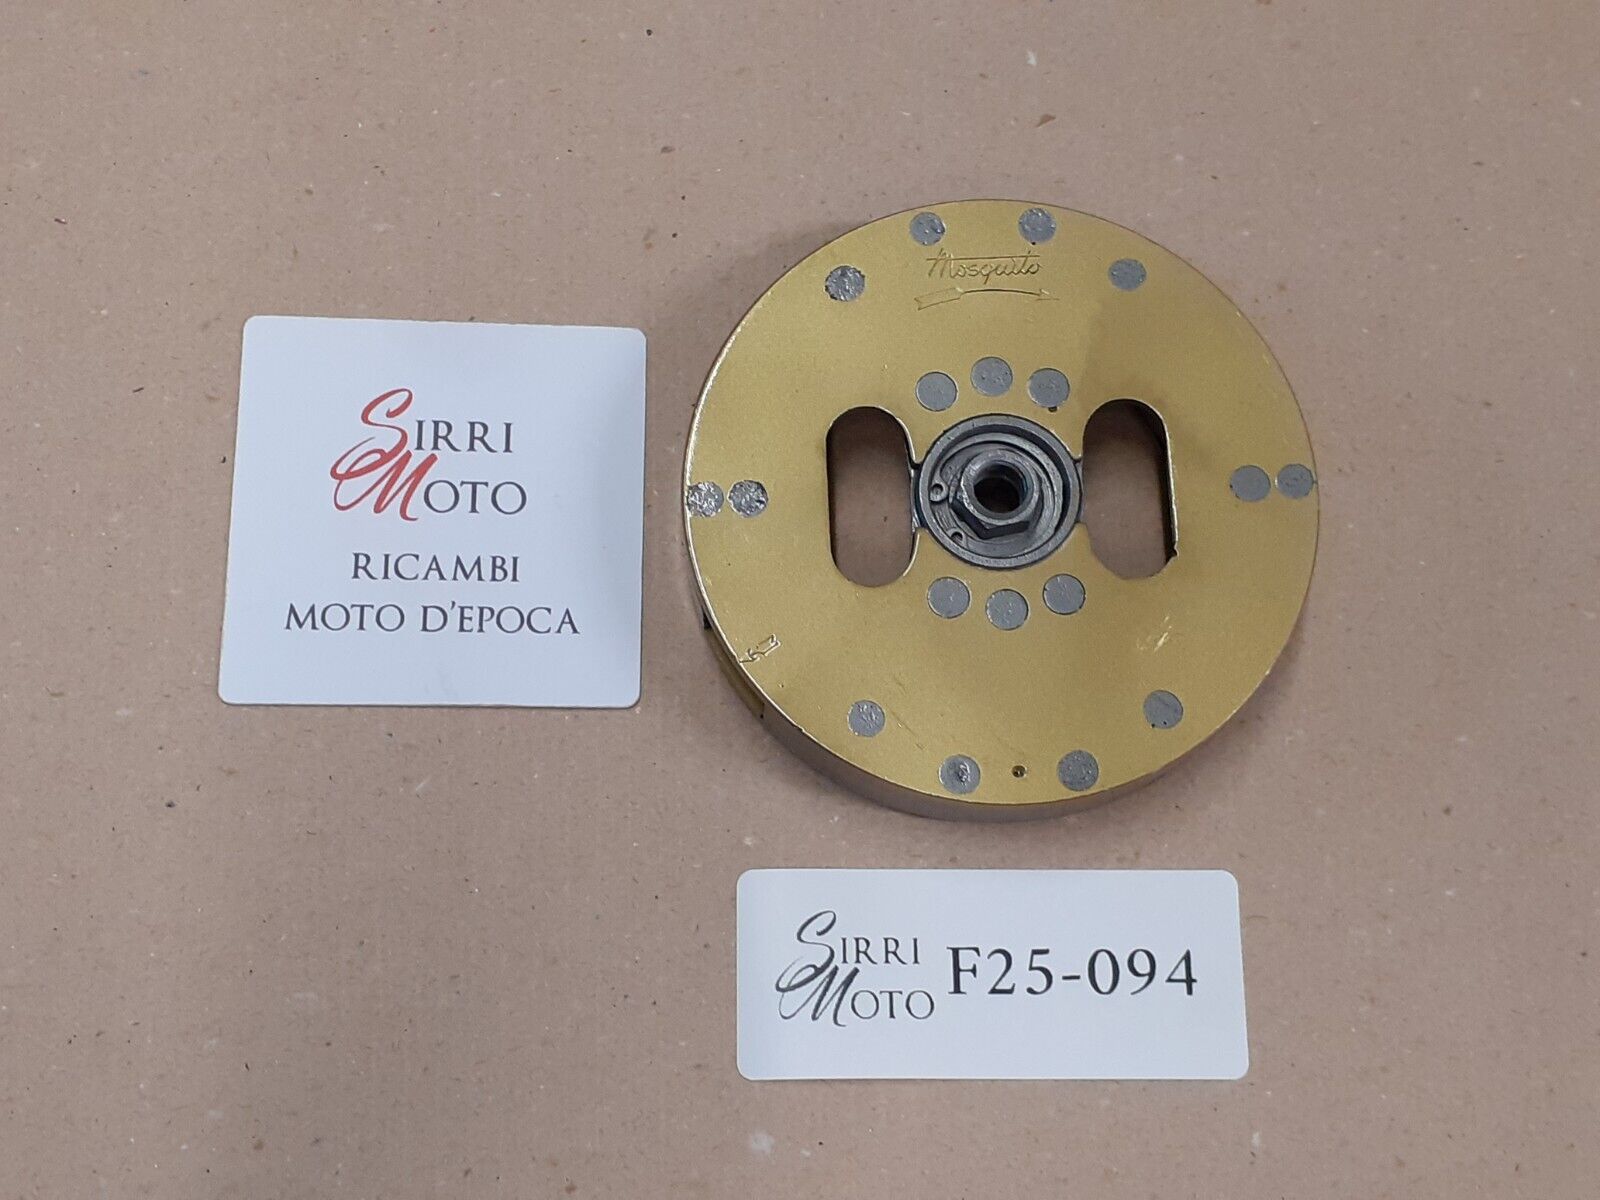 SIRRI
MOTO
RICAMBI
MOTO D'EPOCA
Mosquito
SIRRI
MOTO
F25-094